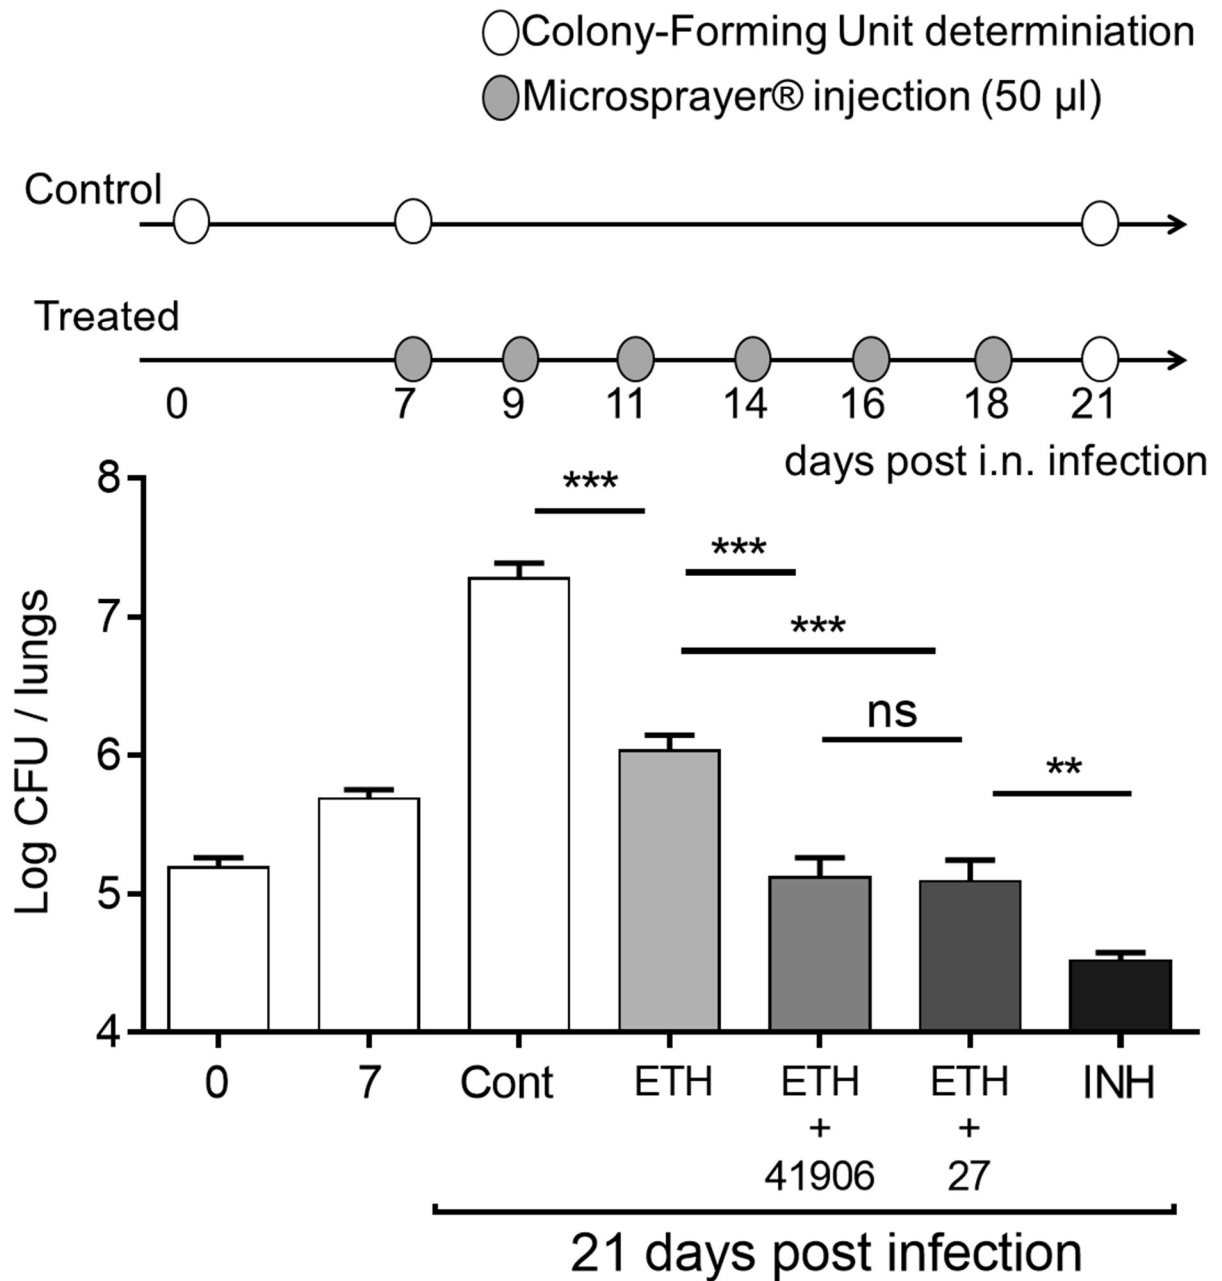 Colony-Forming Unit determiniation
Microsprayer® injection (50 µl)
Control
Treated
0 7 9 11 14 16 18 21
days post i.n. infection
Log CFU / lungs
8
7
6
5
4
***
***
***
ns
**
0 7 Cont ETH ETH + 41906 ETH + 27 INH
21 days post infection